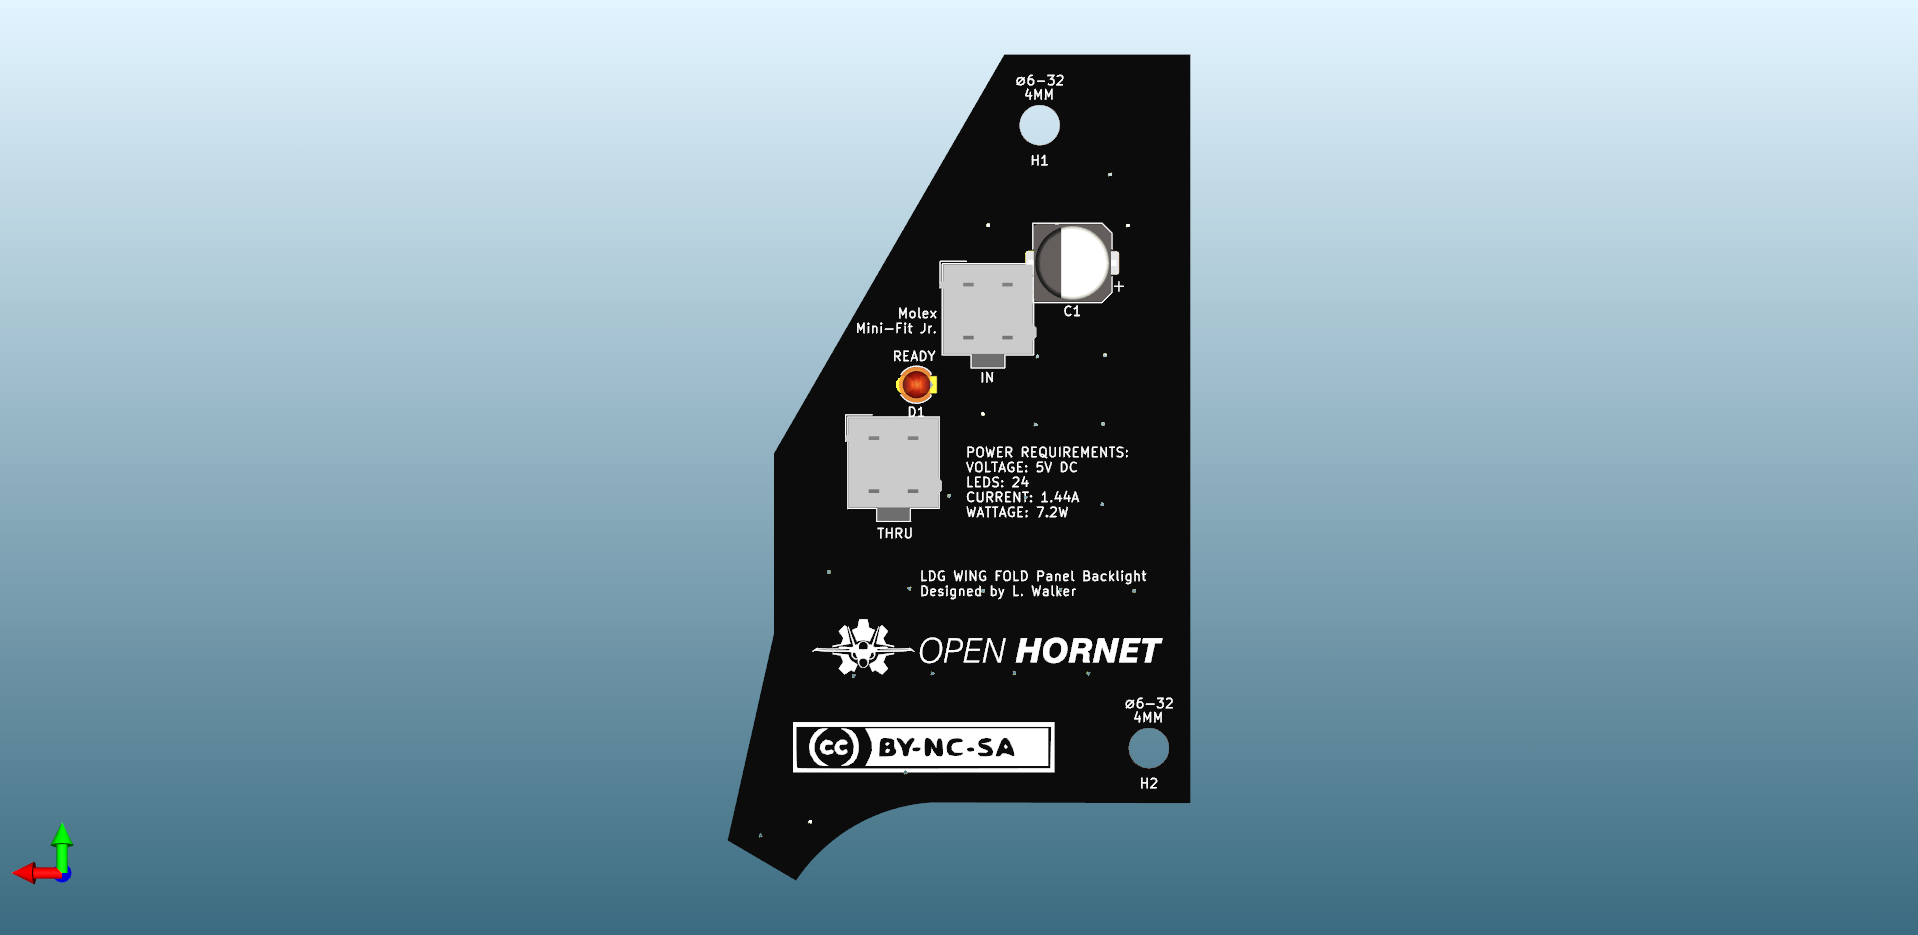 ⌀6-32
4MM
H1
C1
+
Molex
Mini-Fit Jr.
READY
IN
D1
POWER REQUIREMENTS:
VOLTAGE: 5V DC
LEDS: 24
CURRENT: 1.44A
WATTAGE: 7.2W
THRU
LDG WING FOLD Panel Backlight
Designed by L. Walker
OPEN HORNET
⌀6-32
4MM
cc BY-NC-SA
H2